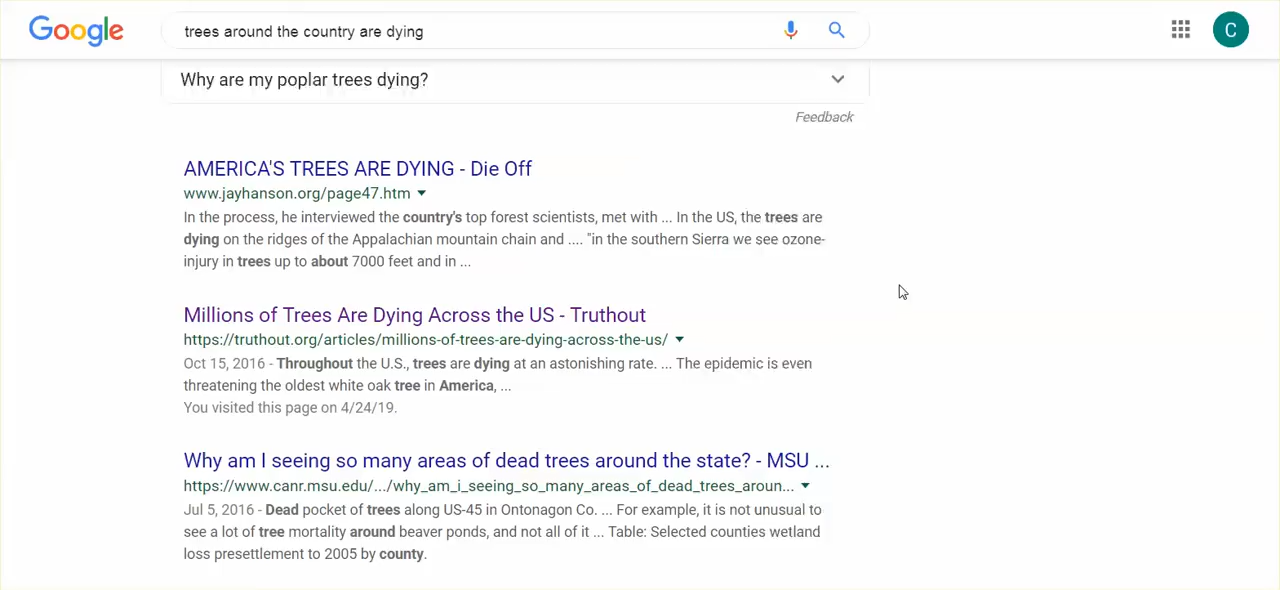 Google
trees around the country are dying
C
Why are my poplar trees dying?
Feedback
AMERICA'S TREES ARE DYING - Die Off
www.jayhanson.org/page47.htm
In the process, he interviewed the country's top forest scientists, met with ... In the US, the trees are
dying on the ridges of the Appalachian mountain chain and .... "in the southern Sierra we see ozone-
injury in trees up to about 7000 feet and in ...
Millions of Trees Are Dying Across the US - Truthout
https://truthout.org/articles/millions-of-trees-are-dying-across-the-us/
Oct 15, 2016 - Throughout the U.S., trees are dying at an astonishing rate. ... The epidemic is even
threatening the oldest white oak tree in America, ...
You visited this page on 4/24/19.
Why am I seeing so many areas of dead trees around the state? - MSU ...
https://www.canr.msu.edu/.../why_am_i_seeing_so_many_areas_of_dead_trees_aroun...
Jul 5, 2016 - Dead pocket of trees along US-45 in Ontonagon Co. ... For example, it is not unusual to
see a lot of tree mortality around beaver ponds, and not all of it ... Table: Selected counties wetland
loss presettlement to 2005 by county.